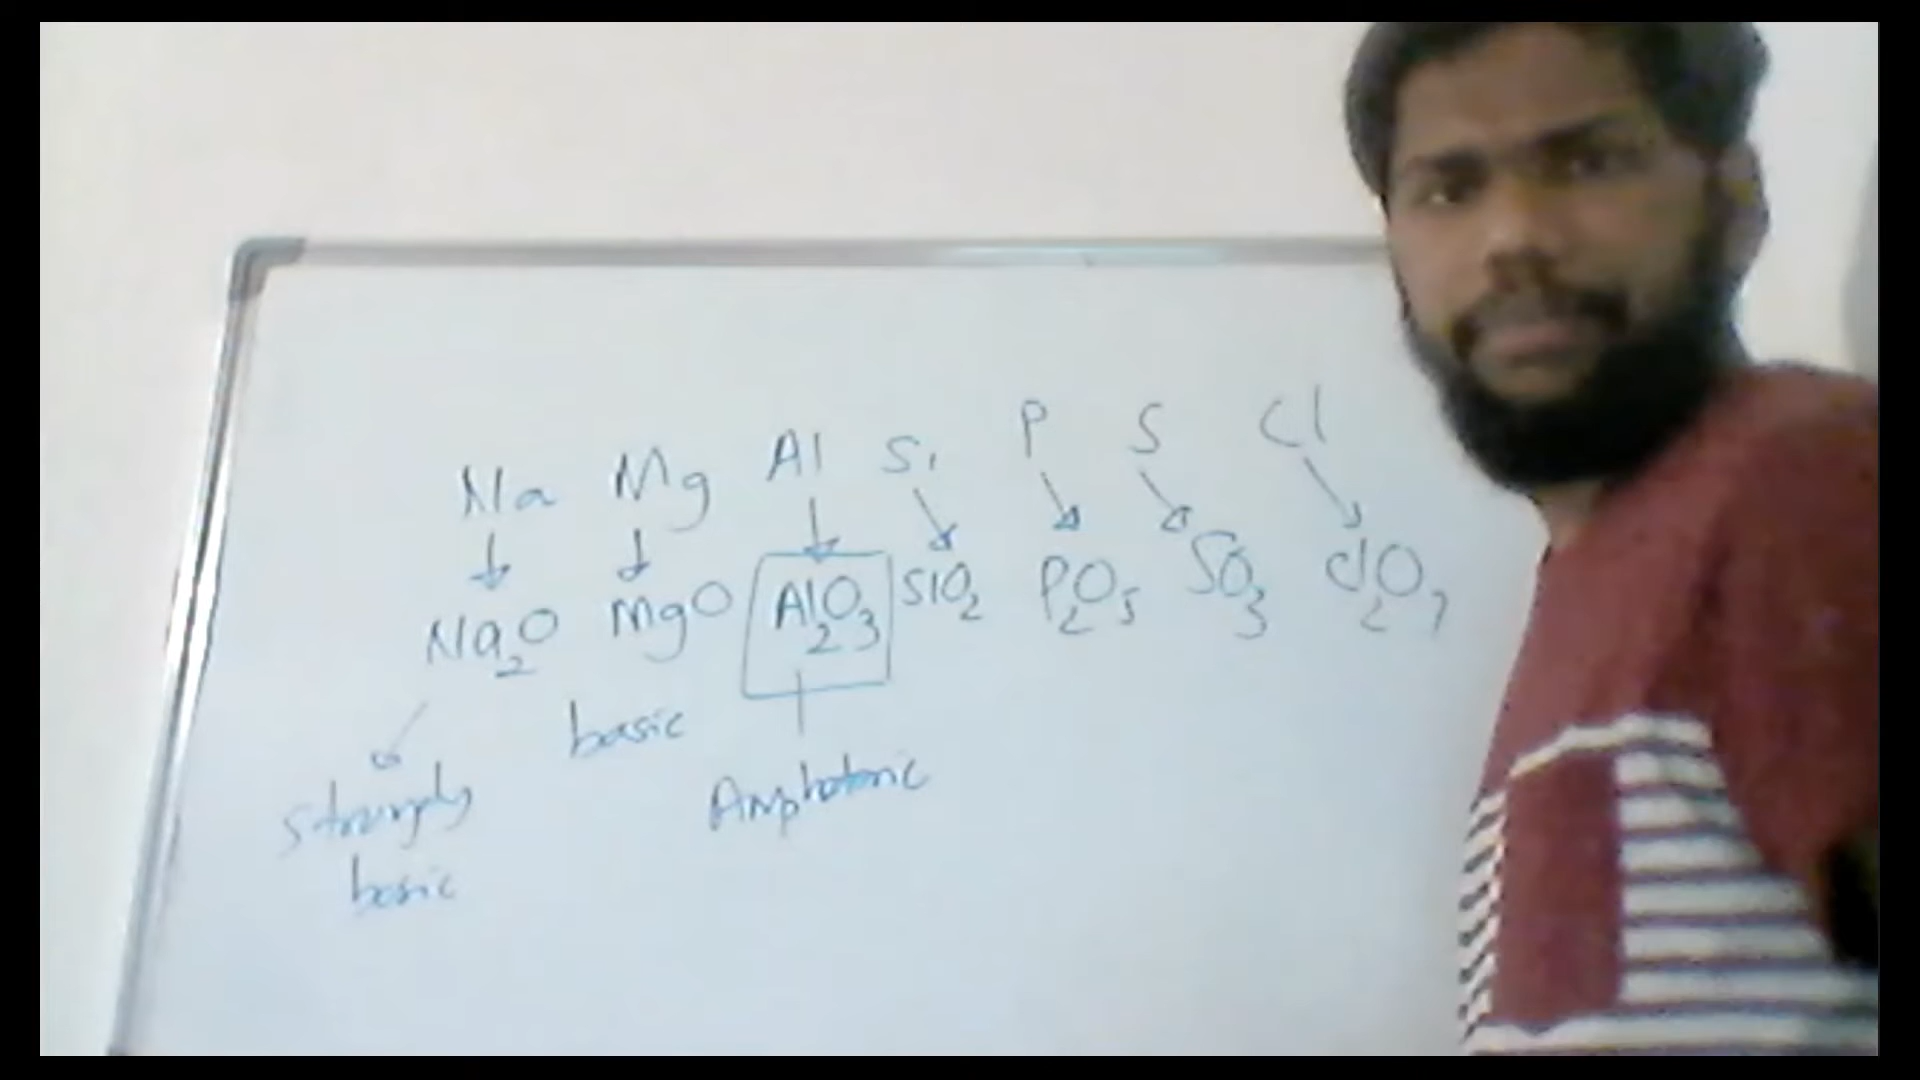 Na Mg Al Si P S Cl
Na2O MgO Al2O3 SiO2 P2O5 SO3 Cl2O7
basic
Amphoteric
strongly
basic